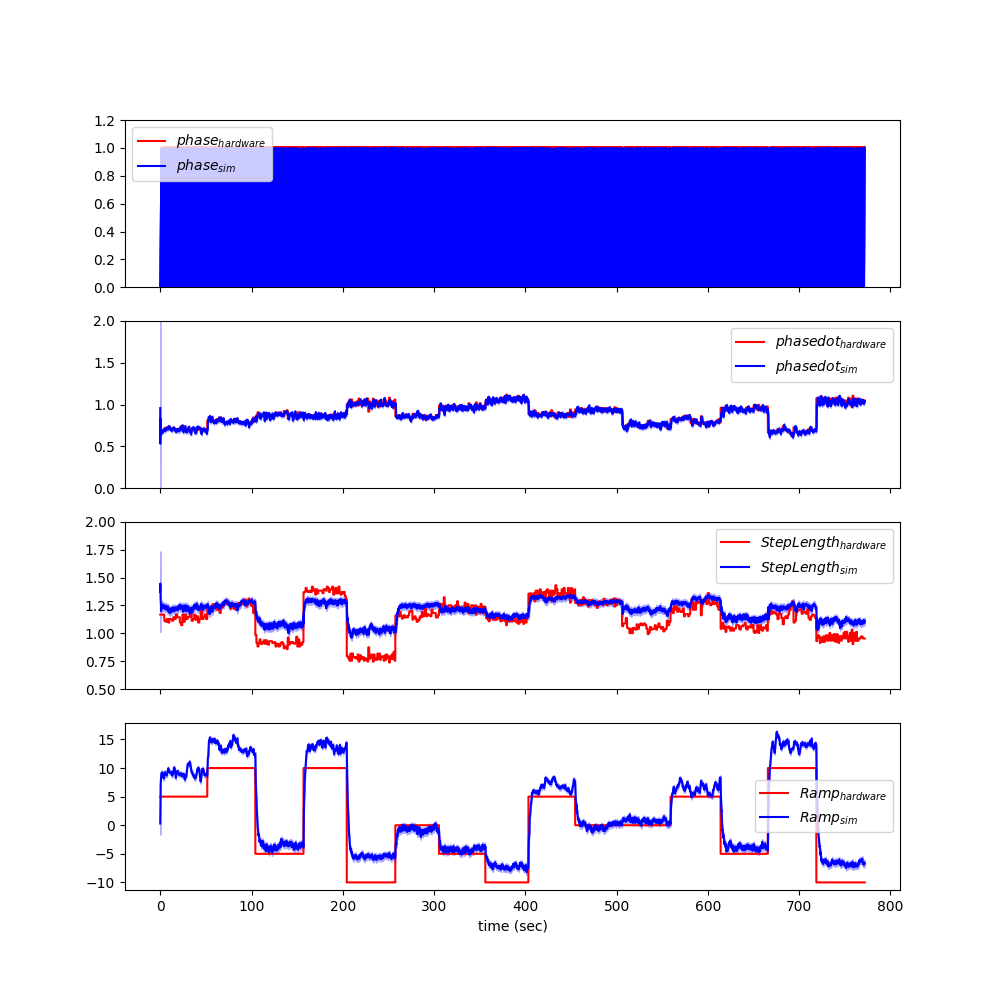 1.2
1.0
0.8
0.6
0.4
0.2
0.0
phase_hardware
phase_sim
2.0
1.5
1.0
0.5
0.0
phasedot_hardware
phasedot_sim
2.00
1.75
1.50
1.25
1.00
0.75
0.50
StepLength_hardware
StepLength_sim
15
10
5
0
−5
−10
Ramp_hardware
Ramp_sim
0 100 200 300 400 500 600 700 800
time (sec)